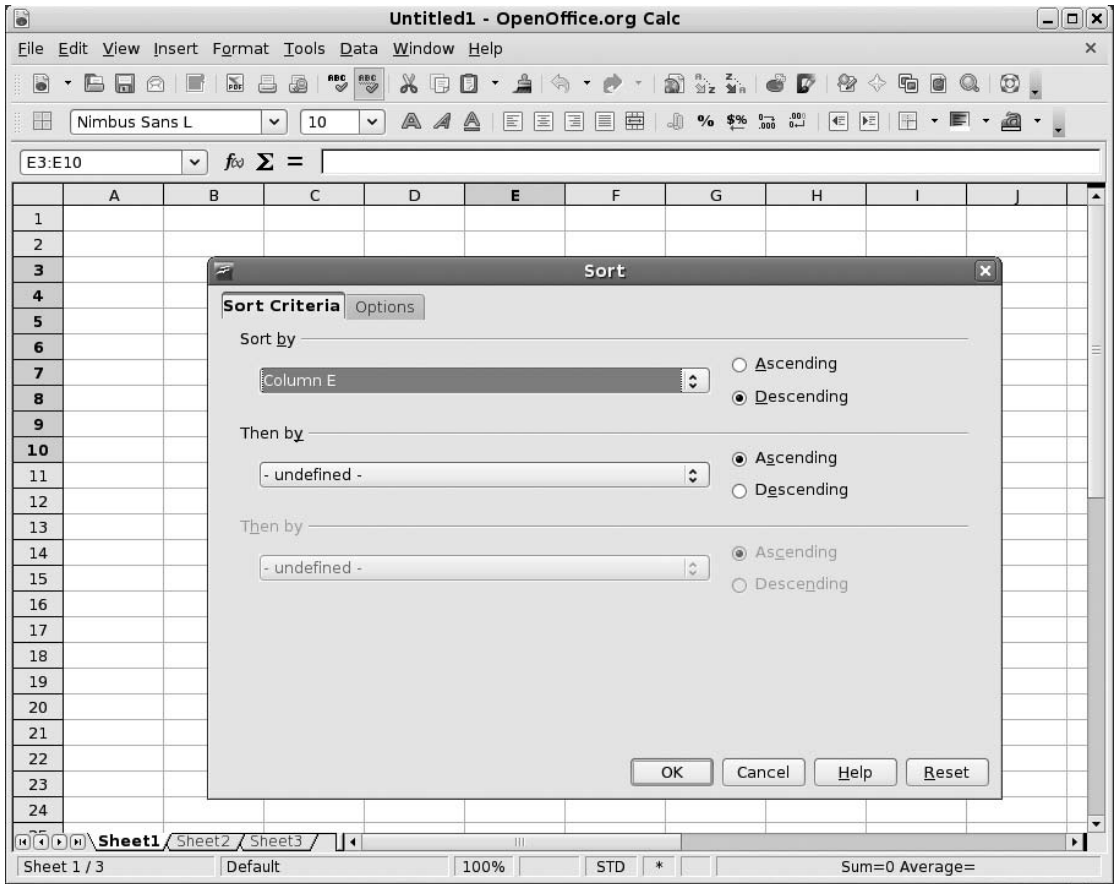 Untitled1 - OpenOffice.org Calc
File Edit View Insert Format Tools Data Window Help
Nimbus Sans L 10
E3:E10
A B C D E F G H I J
1
2
3
4
5
6
7
8
9
10
11
12
13
14
15
16
17
18
19
20
21
22
23
24
Sort
Sort Criteria Options
Sort by
Column E
Ascending
Descending
Then by
- undefined -
Ascending
Descending
Then by
- undefined -
Ascending
Descending
OK Cancel Help Reset
Sheet1 Sheet2 Sheet3
Sheet 1 / 3 Default 100% STD * Sum=0 Average=